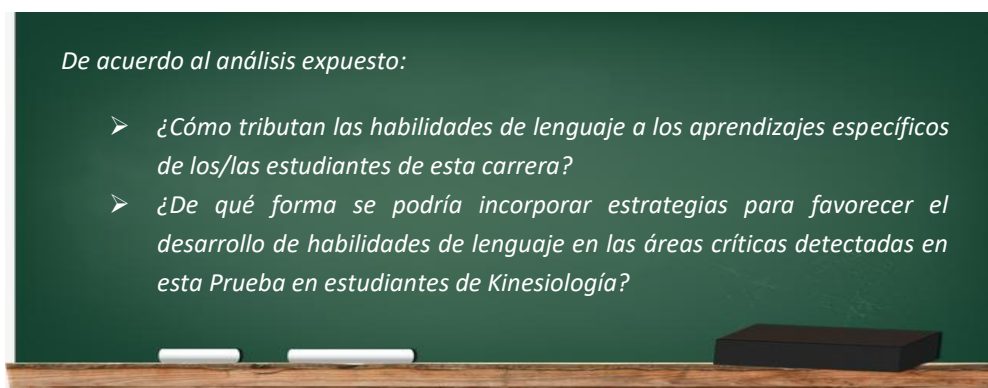 De acuerdo al análisis expuesto:
➢ ¿Cómo tributan las habilidades de lenguaje a los aprendizajes específicos
de los/las estudiantes de esta carrera?
➢ ¿De qué forma se podría incorporar estrategias para favorecer el
desarrollo de habilidades de lenguaje en las áreas críticas detectadas en
esta Prueba en estudiantes de Kinesiología?